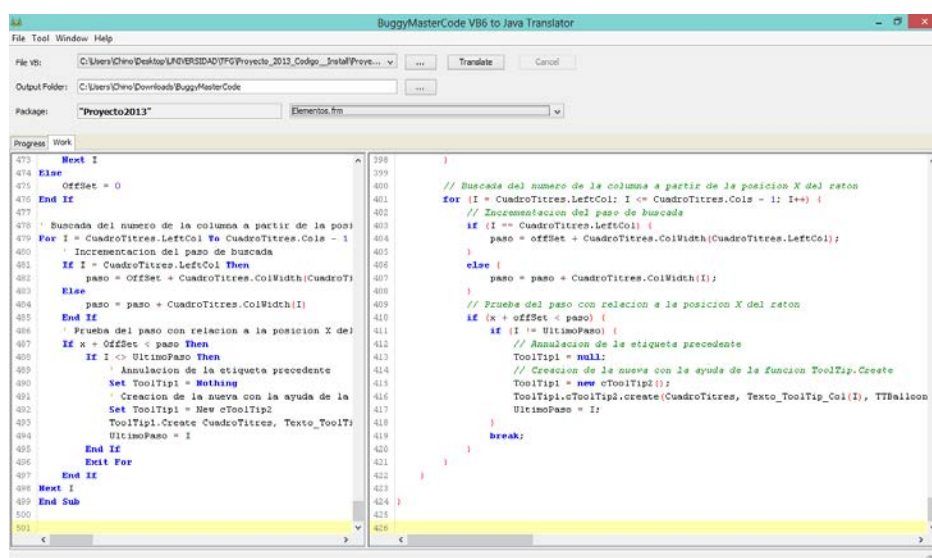 BuggyMasterCode VB6 to Java Translator
File Tool Window Help
File VB: C:\Users\Chino\Desktop\UNIVERSIDAD\TFG\Proyecto_2013_Codigo__Install\Proye... ... Translate Cancel
Output Folder: C:\Users\Chino\Downloads\BuggyMasterCode ...
Package: "Proyecto2013" Elementos.frm
Progress Work
473 Next I
474 Else
475 OffSet = 0
476 End If
477
478 ' Buscada del numero de la columna a partir de la posi
479 For I = CuadroTitres.LeftCol To CuadroTitres.Cols - 1
480 ' Incrementacion del paso de buscada
481 If I = CuadroTitres.LeftCol Then
482 paso = OffSet + CuadroTitres.ColWidth(CuadroTi
483 Else
484 paso = paso + CuadroTitres.ColWidth(I)
485 End If
486 ' Prueba del paso con relacion a la posicion X del
487 If x + OffSet < paso Then
488 If I <> UltimoPaso Then
489 ' Annulacion de la etiqueta precedente
490 Set ToolTip1 = Nothing
491 ' Creacion de la nueva con la ayuda de la
492 Set ToolTip1 = New cToolTip2
493 ToolTip1.Create CuadroTitres, Texto_ToolTi
494 UltimoPaso = I
495 End If
496 Exit For
497 End If
498 Next I
499 End Sub
500
501
398 }
399
400 // Buscada del numero de la columna a partir de la posicion X del raton
401 for (I = CuadroTitres.LeftCol; I <= CuadroTitres.Cols - 1; I++) {
402 // Incrementacion del paso de buscada
403 if (I == CuadroTitres.LeftCol) {
404 paso = offSet + CuadroTitres.ColWidth(CuadroTitres.LeftCol);
405 }
406 else {
407 paso = paso + CuadroTitres.ColWidth(I);
408 }
409 // Prueba del paso con relacion a la posicion X del raton
410 if (x + offSet < paso) {
411 if (I != UltimoPaso) {
412 // Annulacion de la etiqueta precedente
413 ToolTip1 = null;
414 // Creacion de la nueva con la ayuda de la funcion ToolTip.Create
415 ToolTip1 = new cToolTip2();
416 ToolTip1.cToolTip2.create(CuadroTitres, Texto_ToolTip_Col(I), TTBalloon
417 UltimoPaso = I;
418 }
419 break;
420 }
421 }
422 }
423
424 }
425
426